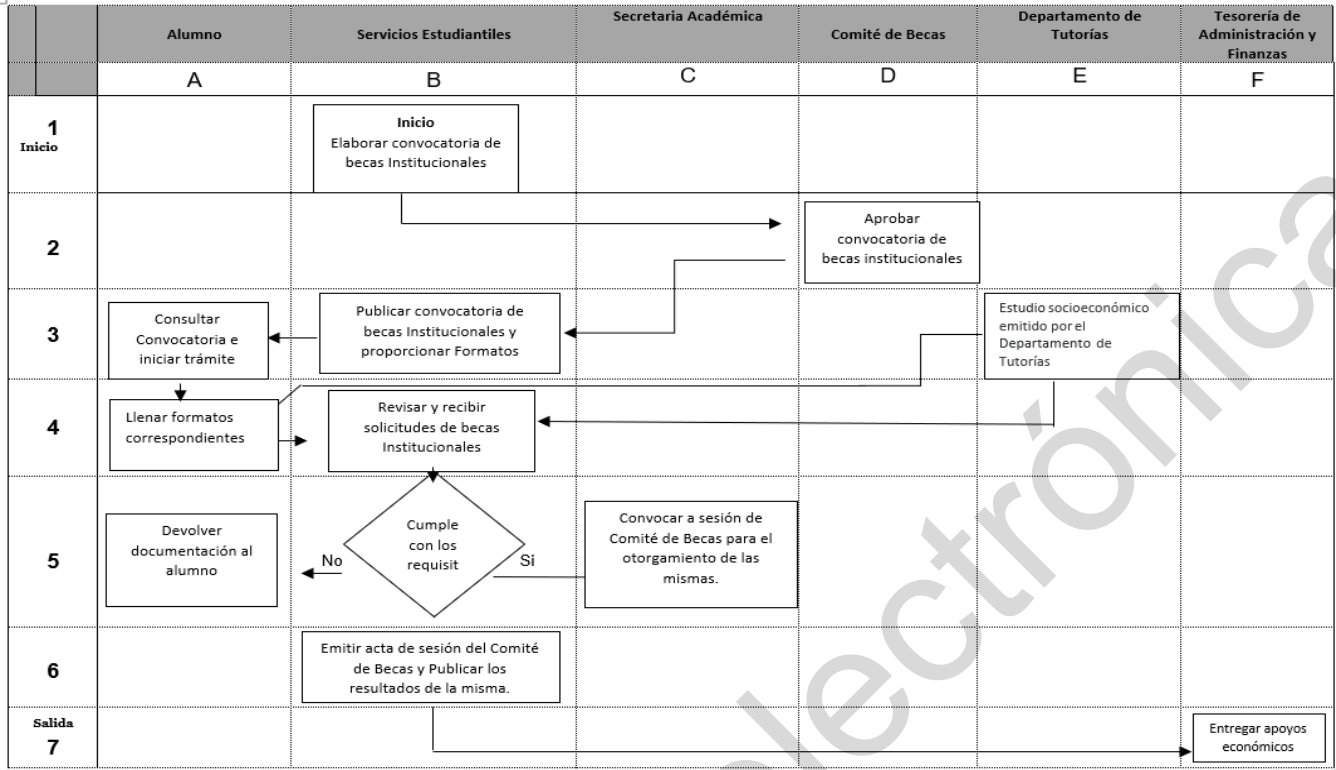 Alumno
Servicios Estudiantiles
Secretaria Académica
Comité de Becas
Departamento de
Tutorías
Tesorería de
Administración y
Finanzas
A
B
C
D
E
F
1
Inicio
Inicio
Elaborar convocatoria de
becas Institucionales
2
Aprobar
convocatoria de
becas institucionales
3
Consultar
Convocatoria e
iniciar trámite
Publicar convocatoria de
becas Institucionales y
proporcionar Formatos
Estudio socioeconómico
emitido por el
Departamento de
Tutorías
4
Llenar formatos
correspondientes
Revisar y recibir
solicitudes de becas
Institucionales
5
Devolver
documentación al
alumno
No
Cumple
con los
requisit
Si
Convocar a sesión de
Comité de Becas para el
otorgamiento de las
mismas.
6
Emitir acta de sesión del Comité
de Becas y Publicar los
resultados de la misma.
Salida
7
Entregar apoyos
económicos
electrónica